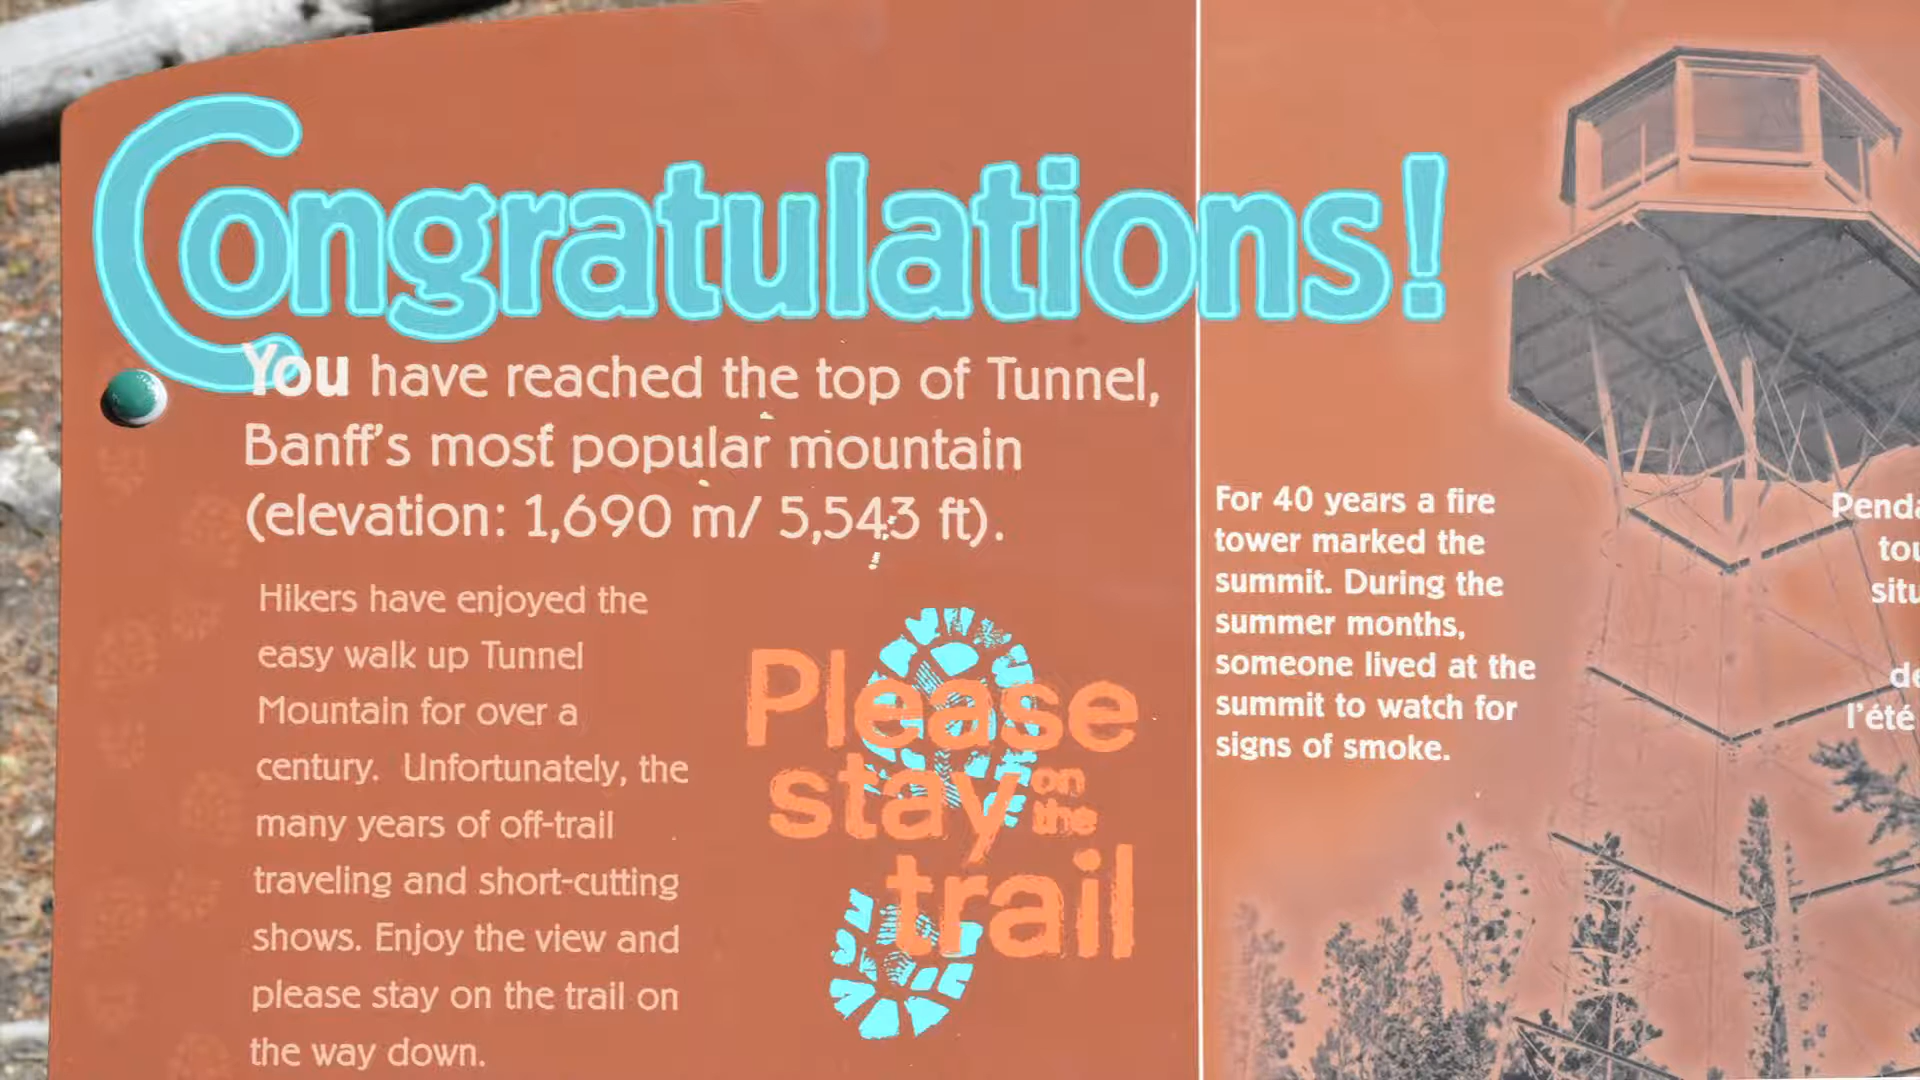 Congratulations!
You have reached the top of Tunnel,
Banff's most popular mountain
(elevation: 1,690 m/ 5,543 ft).
Hikers have enjoyed the
easy walk up Tunnel
Mountain for over a
century. Unfortunately, the
many years of off-trail
traveling and short-cutting
shows. Enjoy the view and
please stay on the trail on
the way down.
Please
stay on
the
trail
For 40 years a fire
tower marked the
summit. During the
summer months,
someone lived at the
summit to watch for
signs of smoke.
l'été